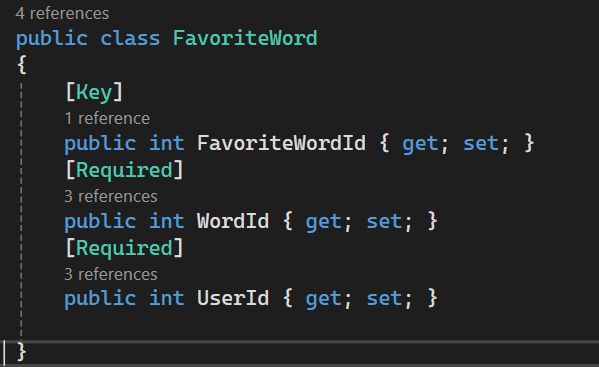 4 references
public class FavoriteWord
{
[Key]
1 reference
public int FavoriteWordId { get; set; }
[Required]
3 references
public int WordId { get; set; }
[Required]
3 references
public int UserId { get; set; }
}